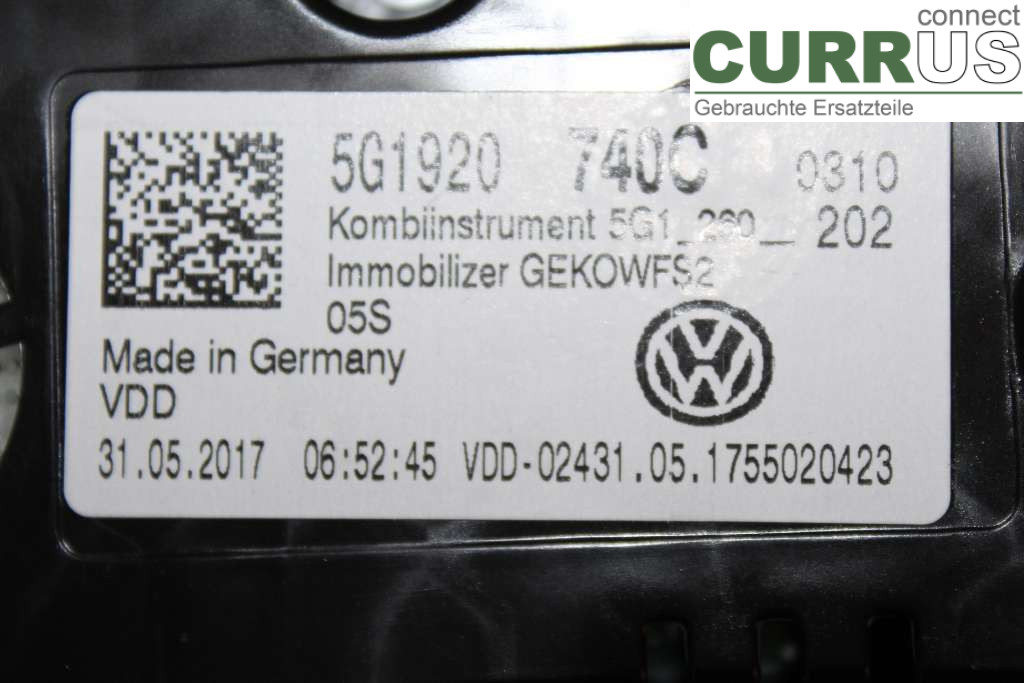 connect
CURRUS
Gebrauchte Ersatzteile
5G1920 740C 0310
Kombiinstrument 5G1_260__ 202
Immobilizer GEKOWFS2
05S
Made in Germany
VDD
31.05.2017 06:52:45 VDD-02431.05.1755020423